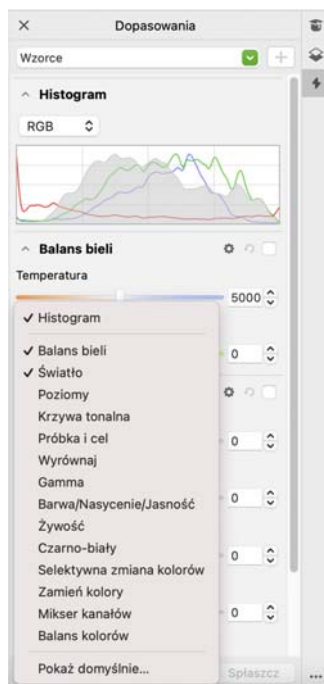 Dopasowania
Wzorce
Histogram
RGB
Balans bieli
Temperatura
5000
✓ Histogram
✓ Balans bieli
0
✓ Światło
Poziomy
Krzywa tonalna
Próbka i cel
0
Wyrównaj
Gamma
Barwa/Nasycenie/Jasność
0
Żywość
Czarno-biały
0
Selektywna zmiana kolorów
Zamień kolory
Mikser kanałów
0
Balans kolorów
Pokaż domyślnie...
Spłaszcz